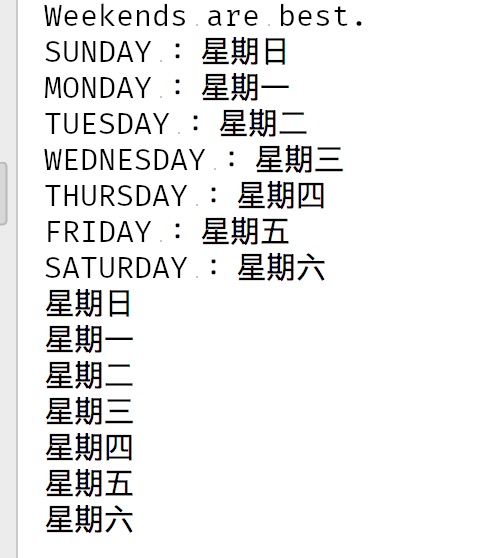 Weekends are best.
SUNDAY : 星期日
MONDAY : 星期一
TUESDAY : 星期二
WEDNESDAY : 星期三
THURSDAY : 星期四
FRIDAY : 星期五
SATURDAY : 星期六
星期日
星期一
星期二
星期三
星期四
星期五
星期六